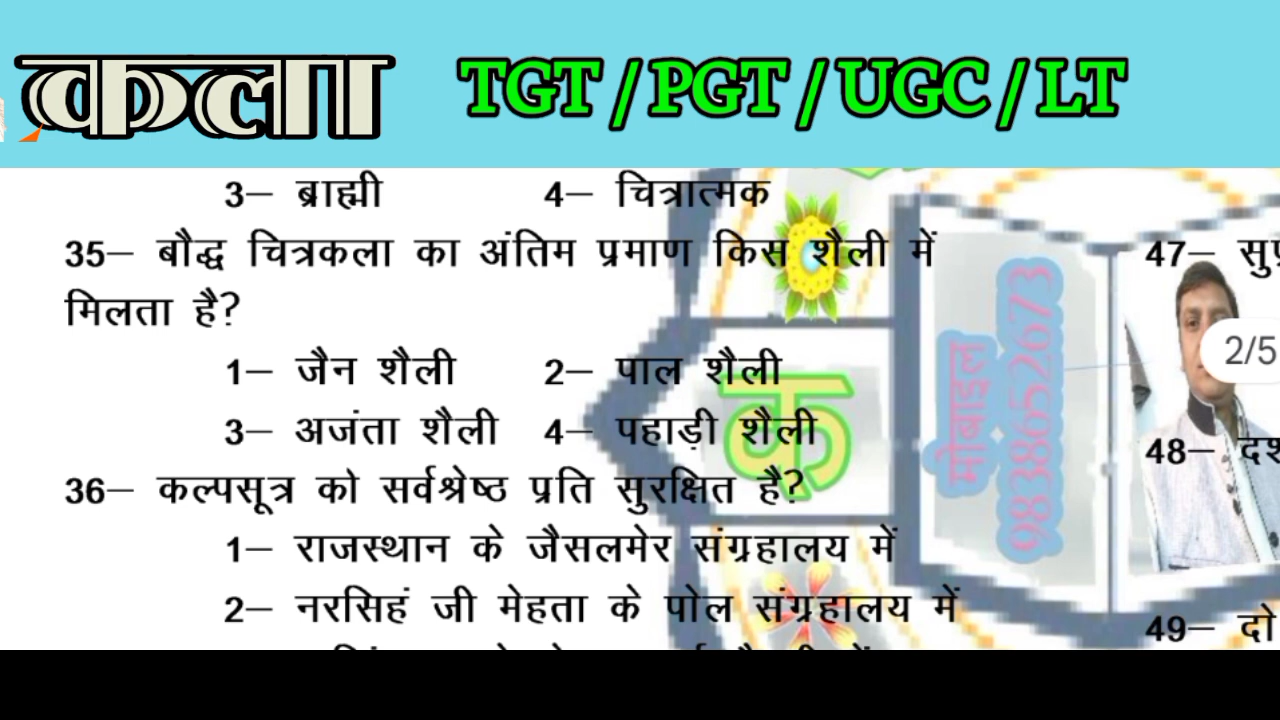 कला
TGT / PGT / UGC / LT
3– ब्राह्मी 4– चित्रात्मक
35– बौद्ध चित्रकला का अंतिम प्रमाण किस शैली में
मिलता है?
1– जैन शैली 2– पाल शैली
3– अजंता शैली 4– पहाड़ी शैली
36– कल्पसूत्र को सर्वश्रेष्ठ प्रति सुरक्षित है?
1– राजस्थान के जैसलमेर संग्रहालय में
2– नरसिहं जी मेहता के पोल संग्रहालय में
क
मोबाइल
9838652673
47–
2/5
48–
49– दो